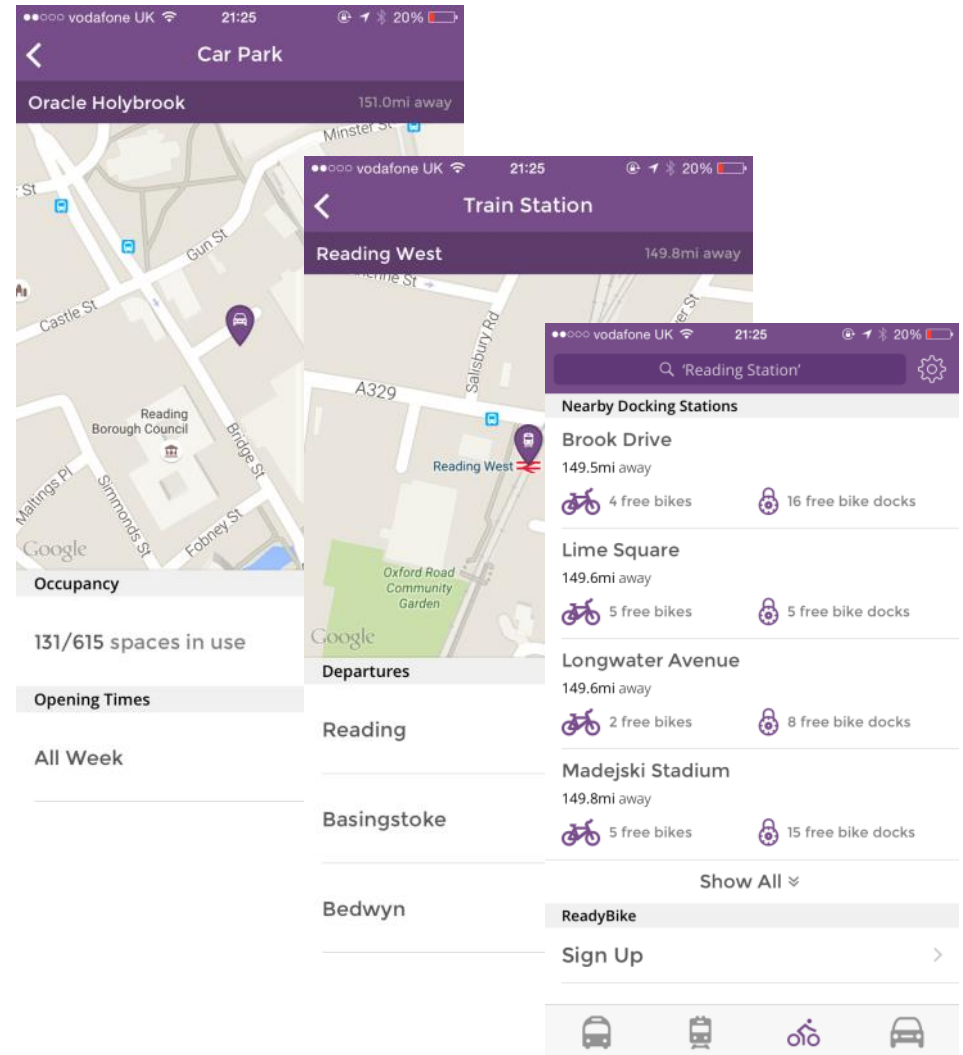 vodafone UK 21:25 20%
Car Park
Oracle Holybrook 151.0mi away
Minster St
St
Gun St
Castle St
Reading
Borough Council
Bridge St
Maltings Pl
Simmonds St
Fobney St
Google
Occupancy
131/615 spaces in use
Opening Times
All Week
vodafone UK 21:25 20%
Train Station
Reading West 149.8mi away
St
Salisbury Rd
St
A329
Reading West
Oxford Road
Community
Garden
Google
Departures
Reading
Basingstoke
Bedwyn
vodafone UK 21:25 20%
'Reading Station'
Nearby Docking Stations
Brook Drive
149.5mi away
4 free bikes 16 free bike docks
Lime Square
149.6mi away
5 free bikes 5 free bike docks
Longwater Avenue
149.6mi away
2 free bikes 8 free bike docks
Madejski Stadium
149.8mi away
5 free bikes 15 free bike docks
Show All
ReadyBike
Sign Up